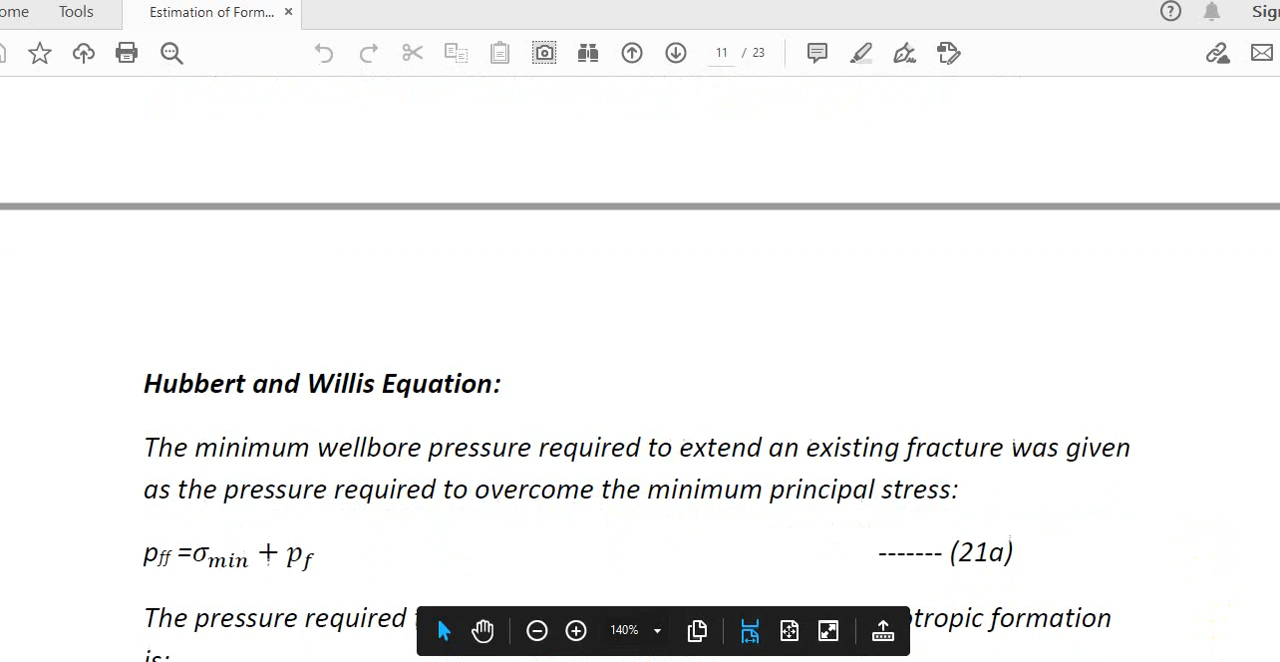 ome Tools Estimation of Form... × Sig
11 / 23
Hubbert and Willis Equation:
The minimum wellbore pressure required to extend an existing fracture was given
as the pressure required to overcome the minimum principal stress:
pff =σmin + pf ------- (21a)
The pressure required tropic formation
is:
140%